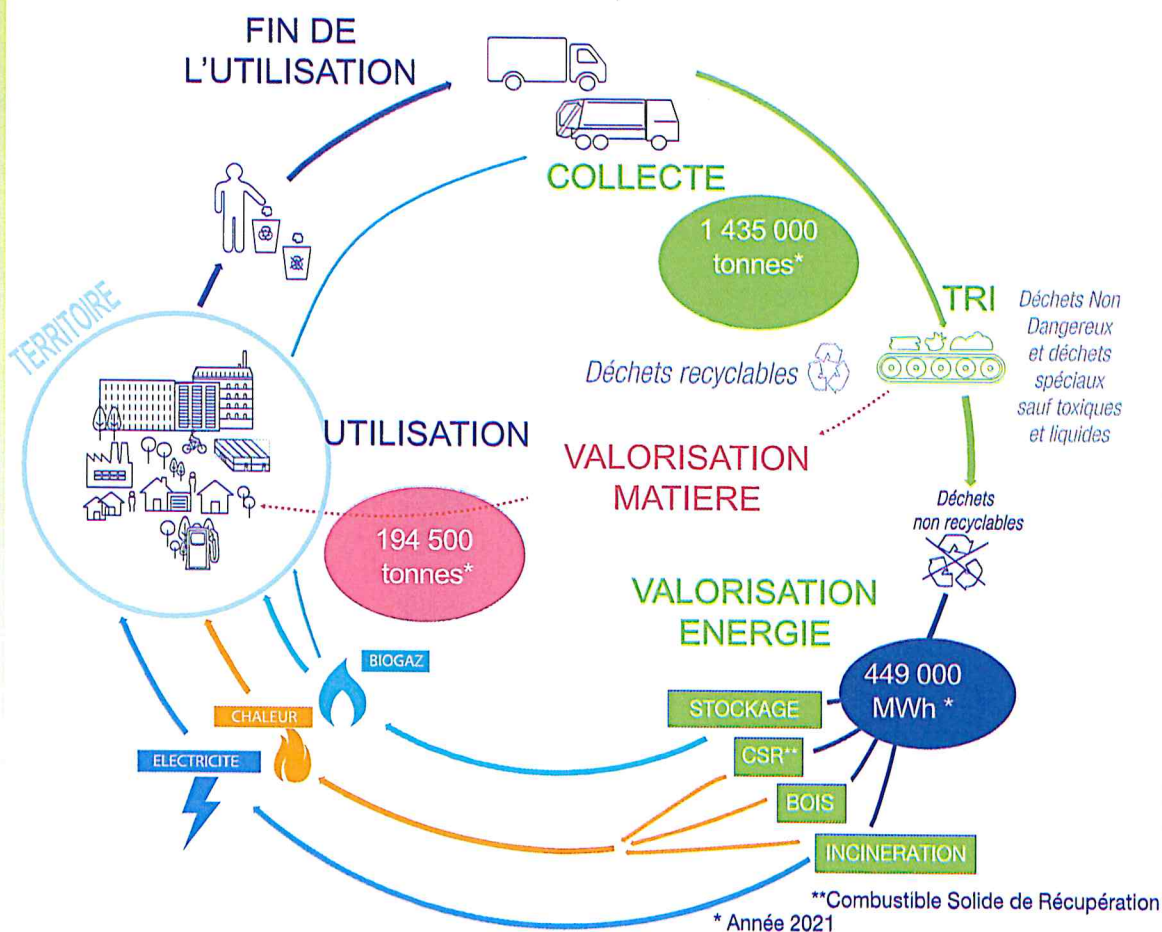 FIN DE
L'UTILISATION
COLLECTE
1 435 000
tonnes*
TRI
Déchets Non
Dangereux
et déchets
spéciaux
sauf toxiques
et liquides
Déchets recyclables
TERRITOIRE
UTILISATION
VALORISATION
MATIERE
194 500
tonnes*
Déchets
non recyclables
VALORISATION
ENERGIE
449 000
MWh *
BIOGAZ
STOCKAGE
CHALEUR
CSR**
ELECTRICITE
BOIS
INCINERATION
**Combustible Solide de Récupération
* Année 2021